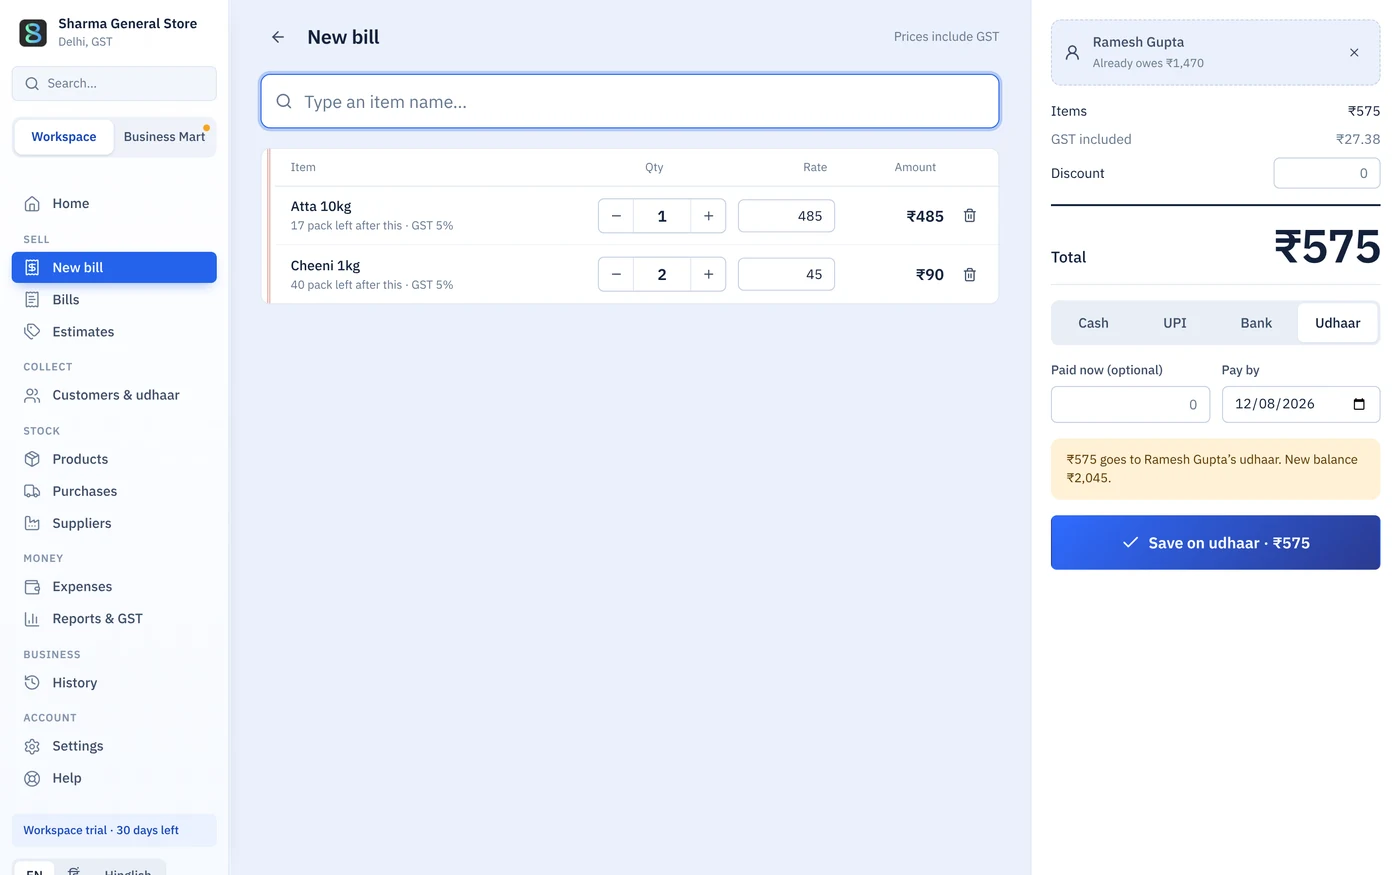 Sharma General Store
Delhi, GST
Search...
Workspace
Business Mart
Home
SELL
New bill
Bills
Estimates
COLLECT
Customers & udhaar
STOCK
Products
Purchases
Suppliers
MONEY
Expenses
Reports & GST
BUSINESS
History
ACCOUNT
Settings
Help
Workspace trial · 30 days left
EN
Hinglish
New bill
Prices include GST
Type an item name...
Item Qty Rate Amount
Atta 10kg
17 pack left after this · GST 5%
1 485 ₹485
Cheeni 1kg
40 pack left after this · GST 5%
2 45 ₹90
Ramesh Gupta
Already owes ₹1,470
Items ₹575
GST included ₹27.38
Discount 0
Total ₹575
Cash UPI Bank Udhaar
Paid now (optional) Pay by
0 12/08/2026
₹575 goes to Ramesh Gupta’s udhaar. New balance
₹2,045.
Save on udhaar · ₹575